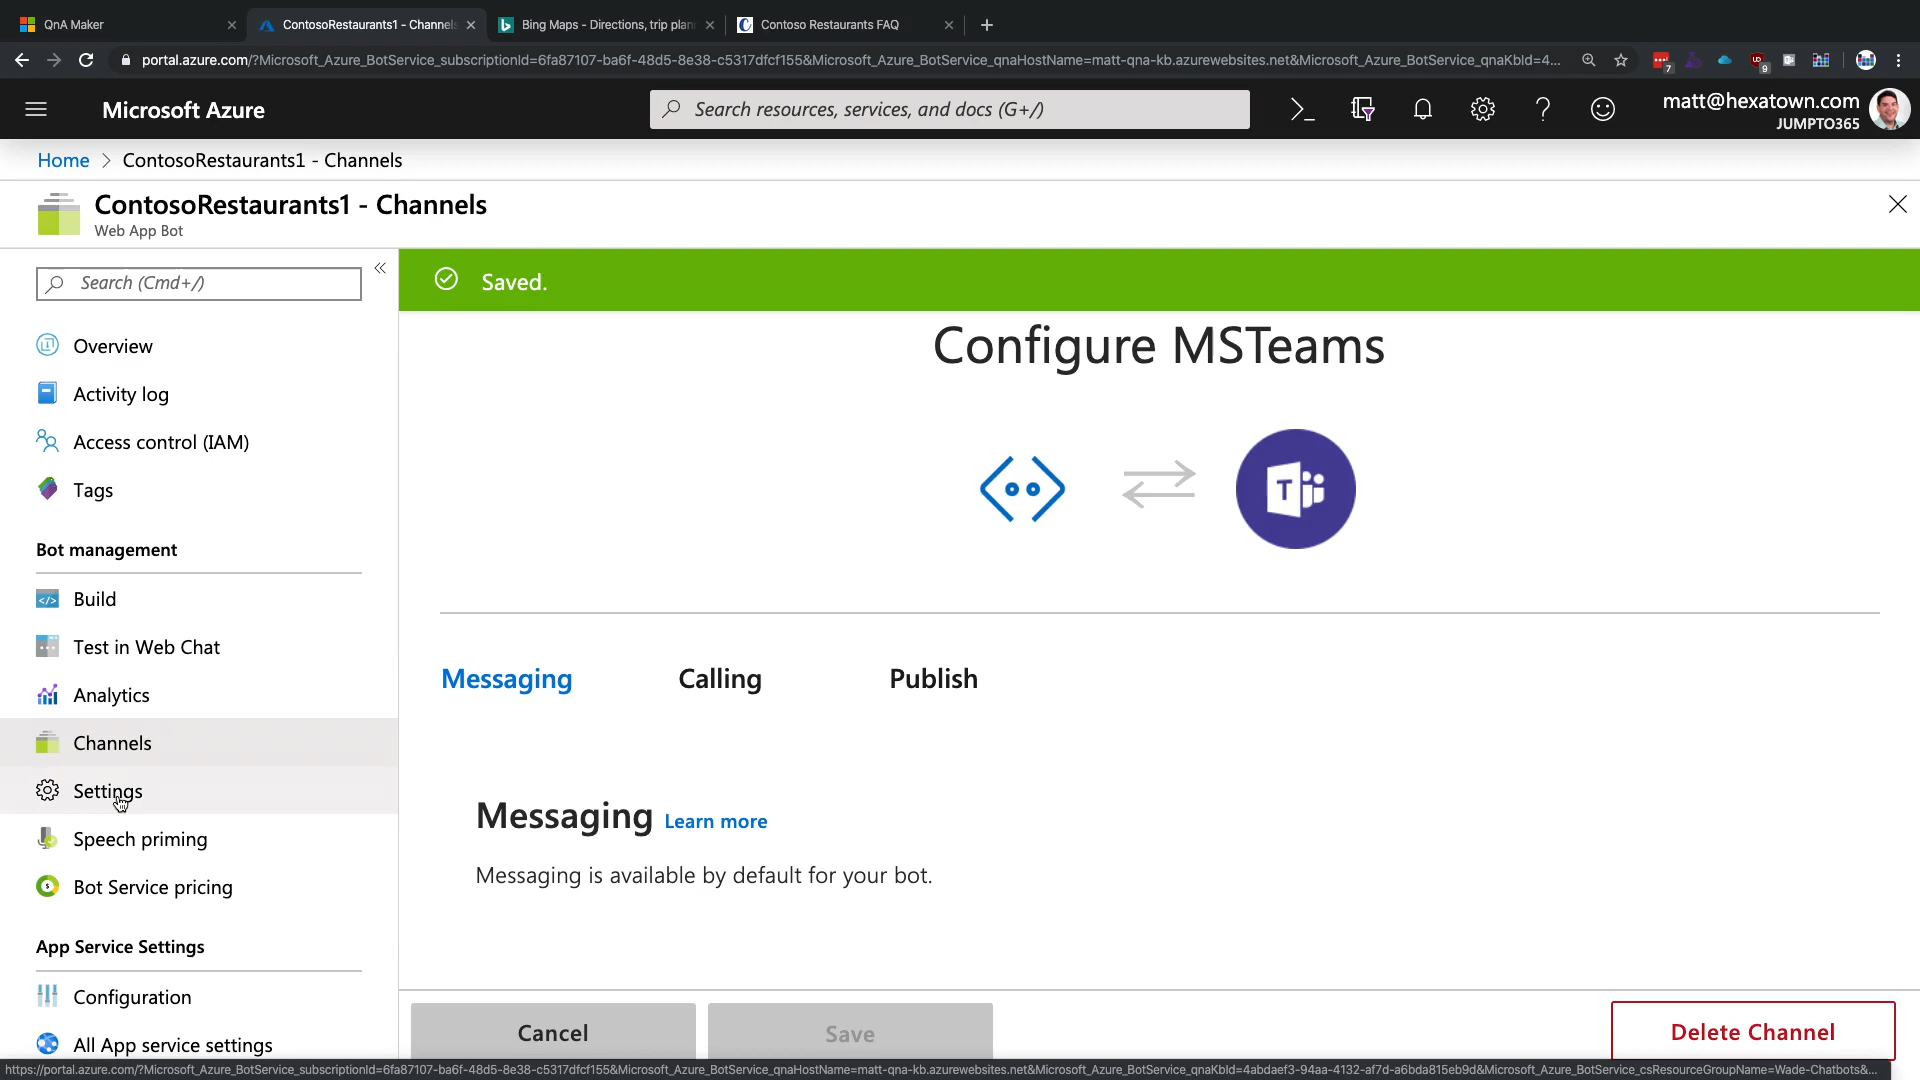 QnA Maker
ContosoRestaurants1 - Channels
Bing Maps - Directions, trip plan
Contoso Restaurants FAQ
portal.azure.com/?Microsoft_Azure_BotService_subscriptionId=6fa87107-ba6f-48d5-8e38-c5317dfcf155&Microsoft_Azure_BotService_qnaHostName=matt-qna-kb.azurewebsites.net&Microsoft_Azure_BotService_qnaKbId=4...
7
9
Microsoft Azure
Search resources, services, and docs (G+/)
matt@hexatown.com
JUMPTO365
Home > ContosoRestaurants1 - Channels
ContosoRestaurants1 - Channels
Web App Bot
Search (Cmd+/)
Saved.
Overview
Activity log
Access control (IAM)
Tags
Bot management
Build
Test in Web Chat
Analytics
Channels
Settings
Speech priming
Bot Service pricing
App Service Settings
Configuration
All App service settings
Configure MSTeams
Messaging
Calling
Publish
Messaging Learn more
Messaging is available by default for your bot.
Cancel
Save
Delete Channel
https://portal.azure.com/?Microsoft_Azure_BotService_subscriptionId=6fa87107-ba6f-48d5-8e38-c5317dfcf155&Microsoft_Azure_BotService_qnaHostName=matt-qna-kb.azurewebsites.net&Microsoft_Azure_BotService_qnaKbId=4abdaef3-94aa-4132-af7d-a6bda815eb9d&Microsoft_Azure_BotService_csResourceGroupName=Wade-Chatbots&...